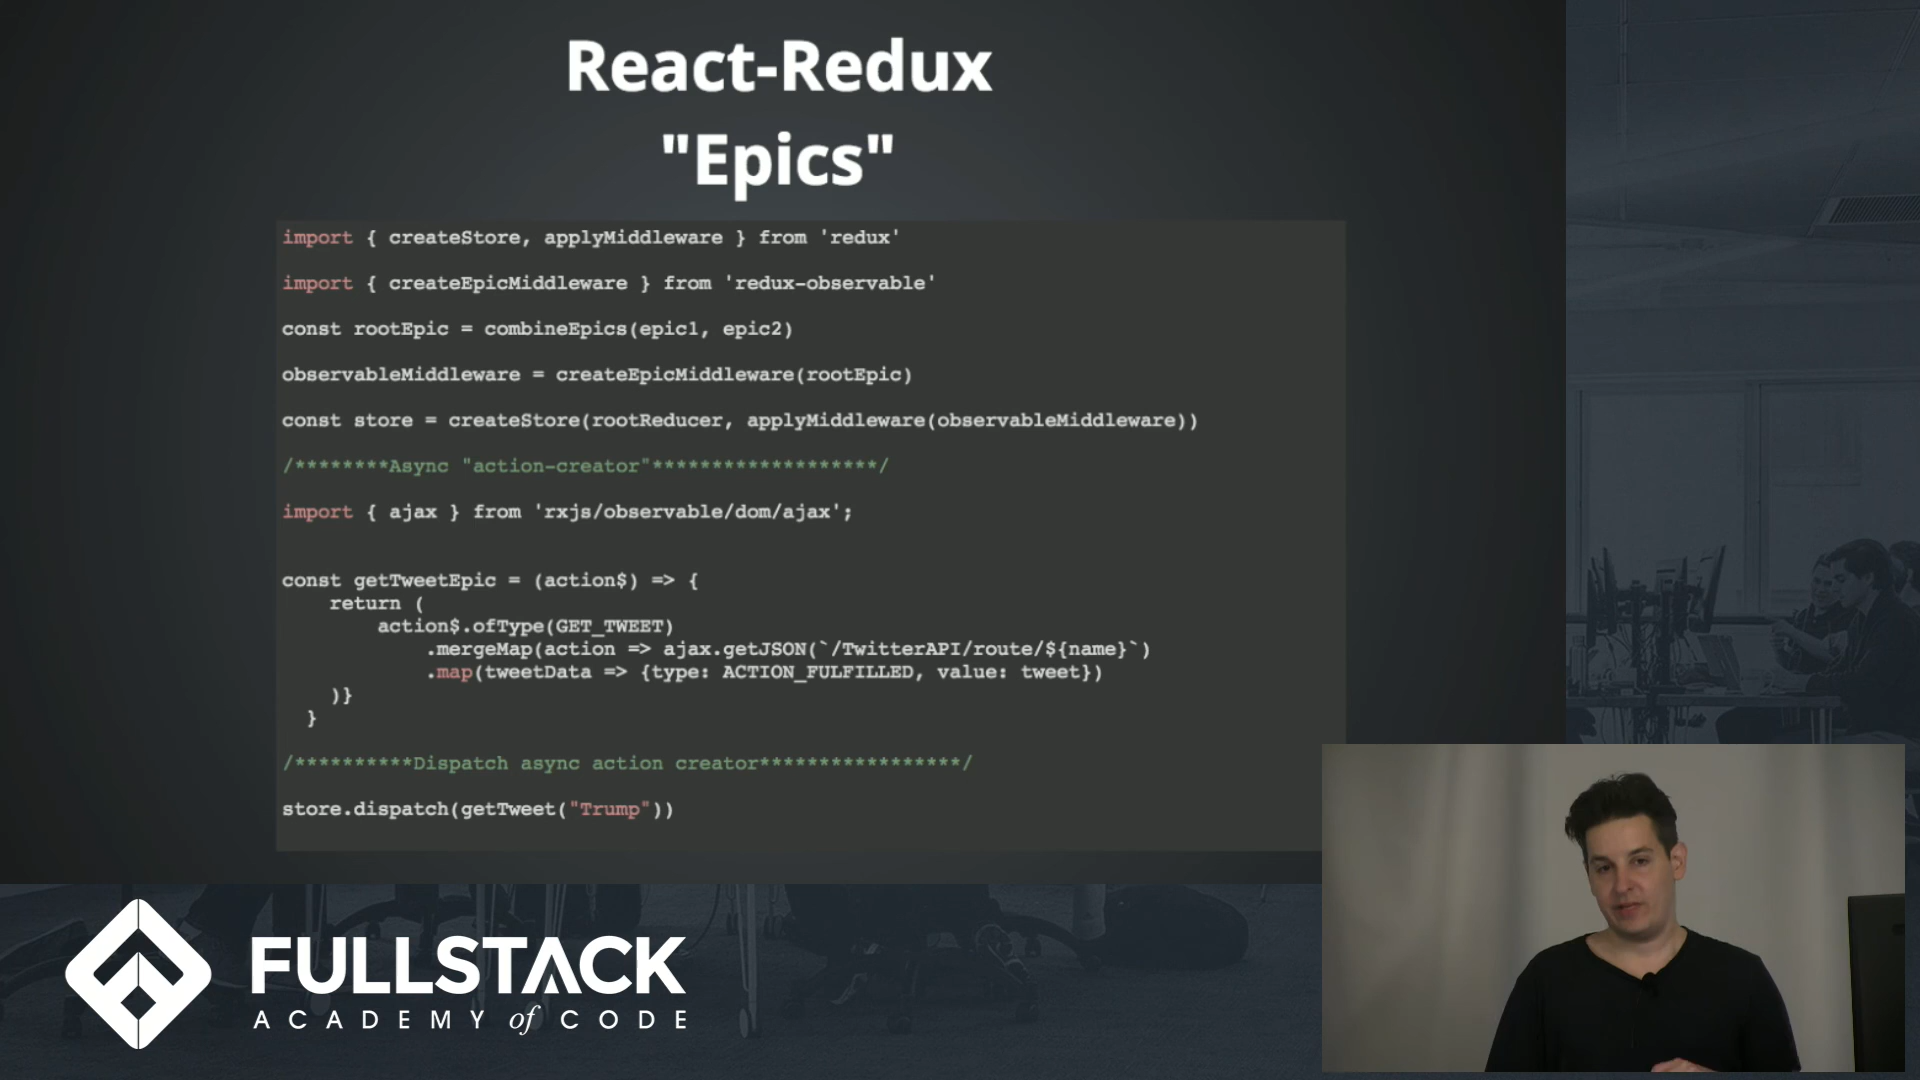 React-Redux
"Epics"
import { createStore, applyMiddleware } from 'redux'
import { createEpicMiddleware } from 'redux-observable'
const rootEpic = combineEpics(epic1, epic2)
observableMiddleware = createEpicMiddleware(rootEpic)
const store = createStore(rootReducer, applyMiddleware(observableMiddleware))
/********Async "action-creator"*******************/
import { ajax } from 'rxjs/observable/dom/ajax';
const getTweetEpic = (action$) => {
return (
action$.ofType(GET_TWEET)
.mergeMap(action => ajax.getJSON(`/TwitterAPI/route/${name}`)
.map(tweetData => {type: ACTION_FULFILLED, value: tweet})
)}
}
/**********Dispatch async action creator*****************/
store.dispatch(getTweet("Trump"))
FULLSTACK
ACADEMY of CODE